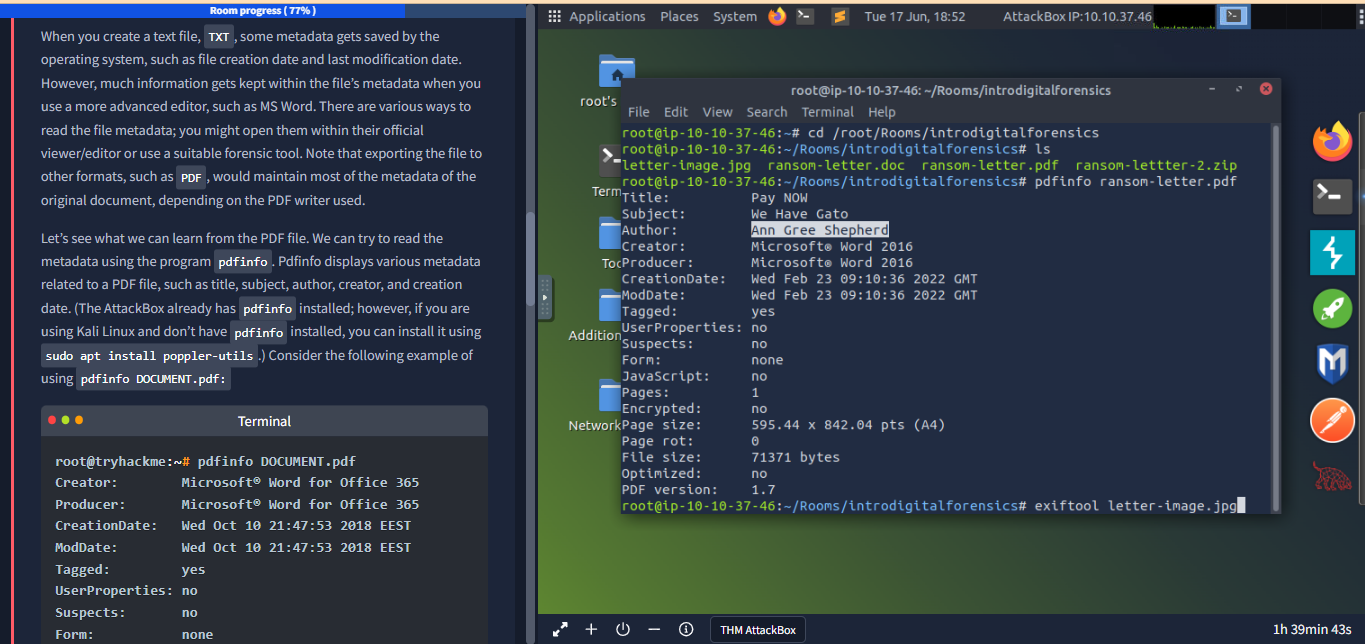 Room progress ( 77% )
When you create a text file, TXT , some metadata gets saved by the
operating system, such as file creation date and last modification date.
However, much information gets kept within the file's metadata when you
use a more advanced editor, such as MS Word. There are various ways to
read the file metadata; you might open them within their official
viewer/editor or use a suitable forensic tool. Note that exporting the file to
other formats, such as PDF , would maintain most of the metadata of the
original document, depending on the PDF writer used.
Let's see what we can learn from the PDF file. We can try to read the
metadata using the program pdfinfo . Pdfinfo displays various metadata
related to a PDF file, such as title, subject, author, creator, and creation
date. (The AttackBox already has pdfinfo installed; however, if you are
using Kali Linux and don't have pdfinfo installed, you can install it using
sudo apt install poppler-utils .) Consider the following example of
using pdfinfo DOCUMENT.pdf:
Terminal
root@tryhackme:~# pdfinfo DOCUMENT.pdf
Creator: Microsoft® Word for Office 365
Producer: Microsoft® Word for Office 365
CreationDate: Wed Oct 10 21:47:53 2018 EEST
ModDate: Wed Oct 10 21:47:53 2018 EEST
Tagged: yes
UserProperties: no
Suspects: no
Form: none
Applications Places System Tue 17 Jun, 18:52 AttackBox IP:10.10.37.46
root's
Term
Too
Addition
Network
root@ip-10-10-37-46: ~/Rooms/introdigitalforensics
File Edit View Search Terminal Help
root@ip-10-10-37-46:~# cd /root/Rooms/introdigitalforensics
root@ip-10-10-37-46:~/Rooms/introdigitalforensics# ls
letter-image.jpg ransom-letter.doc ransom-letter.pdf ransom-lettter-2.zip
root@ip-10-10-37-46:~/Rooms/introdigitalforensics# pdfinfo ransom-letter.pdf
Title: Pay NOW
Subject: We Have Gato
Author: Ann Gree Shepherd
Creator: Microsoft® Word 2016
Producer: Microsoft® Word 2016
CreationDate: Wed Feb 23 09:10:36 2022 GMT
ModDate: Wed Feb 23 09:10:36 2022 GMT
Tagged: yes
UserProperties: no
Suspects: no
Form: none
JavaScript: no
Pages: 1
Encrypted: no
Page size: 595.44 x 842.04 pts (A4)
Page rot: 0
File size: 71371 bytes
Optimized: no
PDF version: 1.7
root@ip-10-10-37-46:~/Rooms/introdigitalforensics# exiftool letter-image.jpg
THM AttackBox
1h 39min 43s